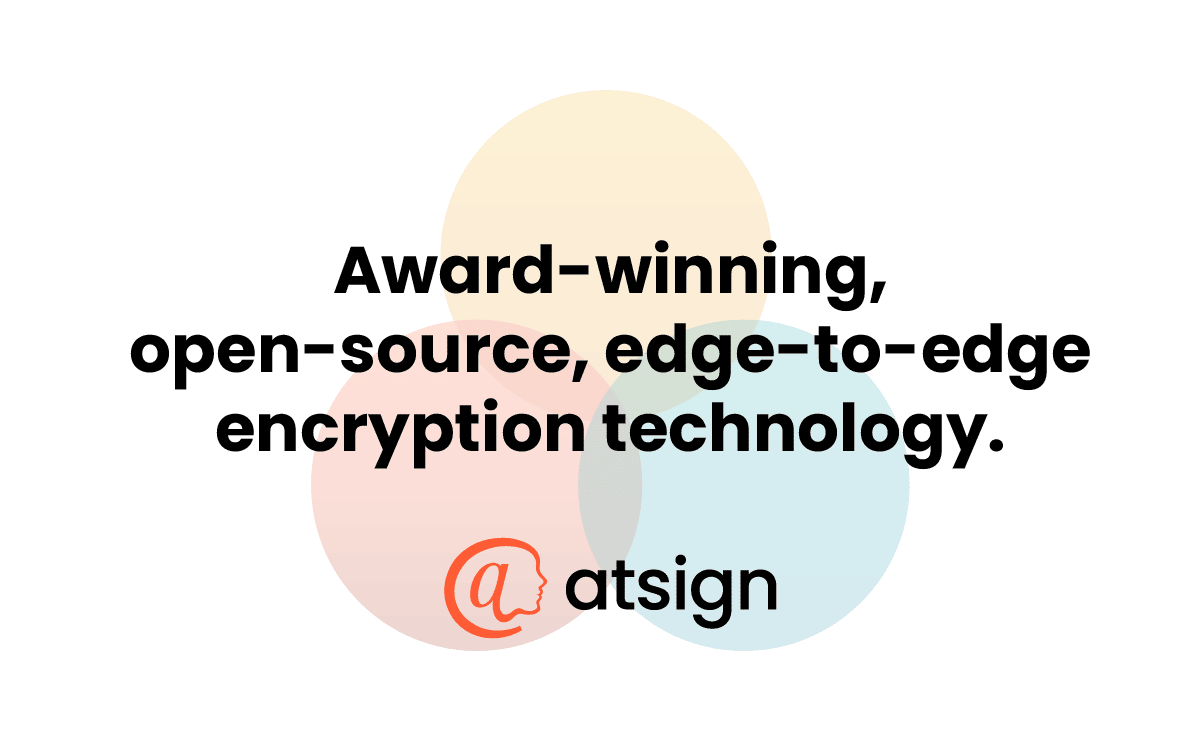 Award-winning,
open-source, edge-to-edge
encryption technology.
atsign